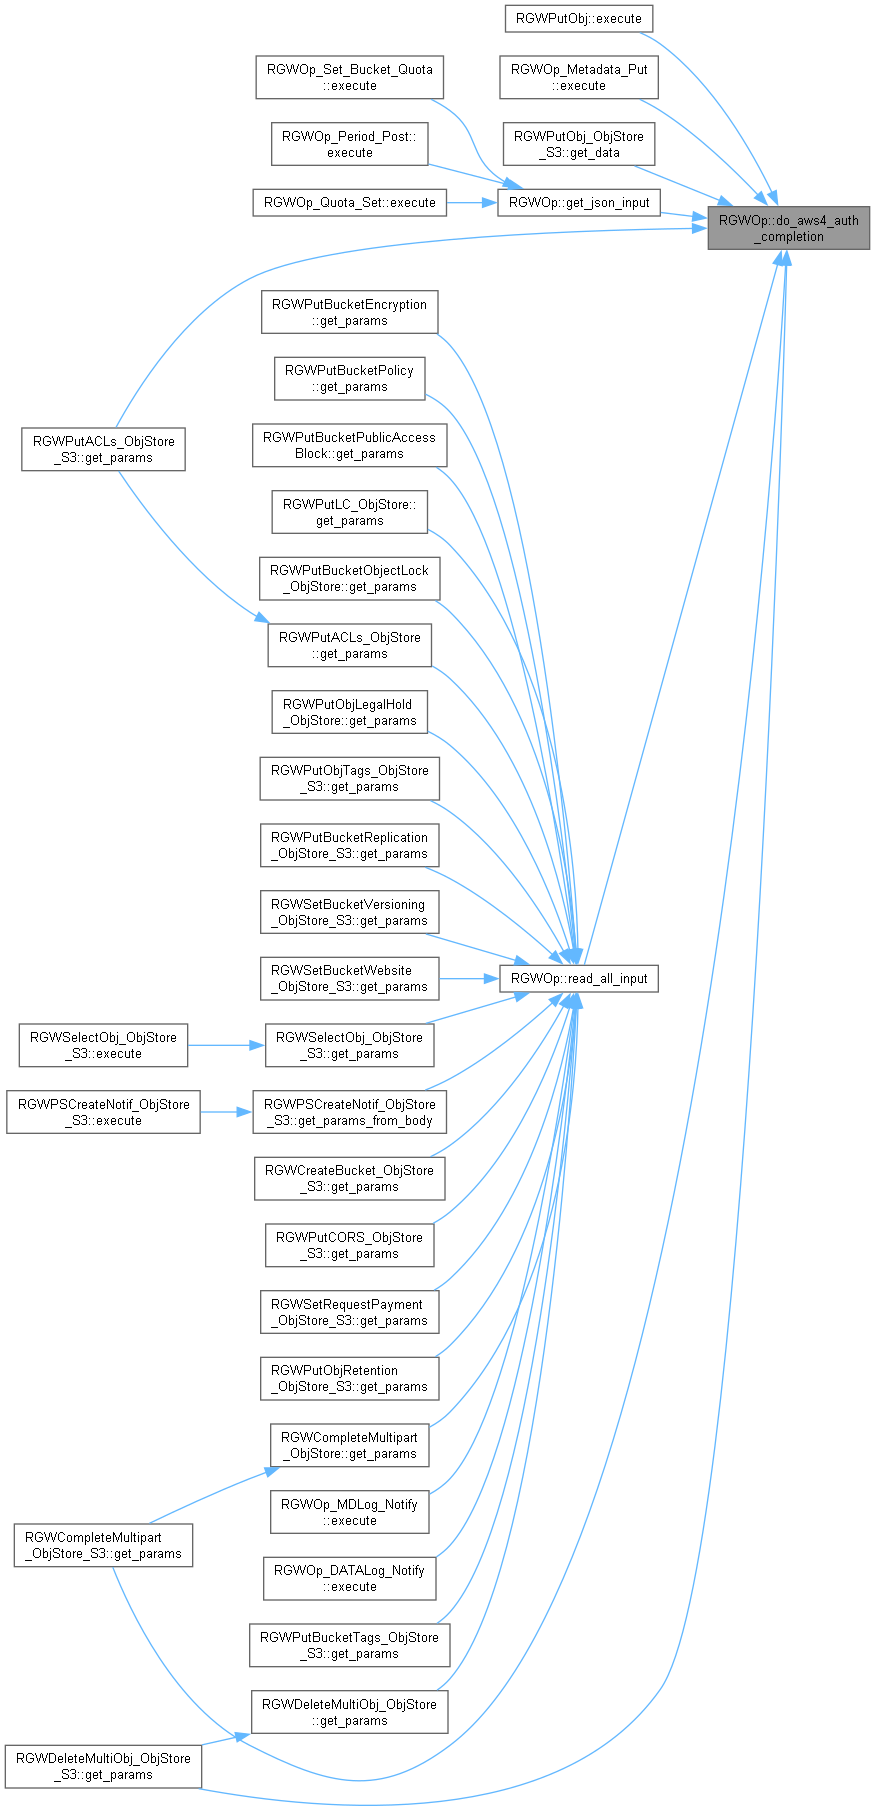 RGWPutObj::execute
RGWOp_Set_Bucket_Quota
::execute
RGWOp_Metadata_Put
::execute
RGWOp_Period_Post::
execute
RGWPutObj_ObjStore
_S3::get_data
RGWOp_Quota_Set::execute
RGWOp::get_json_input
RGWOp::do_aws4_auth
_completion
RGWPutBucketEncryption
::get_params
RGWPutBucketPolicy
::get_params
RGWPutBucketPublicAccess
Block::get_params
RGWPutACLs_ObjStore
_S3::get_params
RGWPutLC_ObjStore::
get_params
RGWPutBucketObjectLock
_ObjStore::get_params
RGWPutACLs_ObjStore
::get_params
RGWPutObjLegalHold
_ObjStore::get_params
RGWPutObjTags_ObjStore
_S3::get_params
RGWPutBucketReplication
_ObjStore_S3::get_params
RGWSetBucketVersioning
_ObjStore_S3::get_params
RGWSetBucketWebsite
_ObjStore_S3::get_params
RGWOp::read_all_input
RGWSelectObj_ObjStore
_S3::execute
RGWSelectObj_ObjStore
_S3::get_params
RGWPSCreateNotif_ObjStore
_S3::execute
RGWPSCreateNotif_ObjStore
_S3::get_params_from_body
RGWCreateBucket_ObjStore
_S3::get_params
RGWPutCORS_ObjStore
_S3::get_params
RGWSetRequestPayment
_ObjStore_S3::get_params
RGWPutObjRetention
_ObjStore_S3::get_params
RGWCompleteMultipart
_ObjStore::get_params
RGWOp_MDLog_Notify
::execute
RGWCompleteMultipart
_ObjStore_S3::get_params
RGWOp_DATALog_Notify
::execute
RGWPutBucketTags_ObjStore
_S3::get_params
RGWDeleteMultiObj_ObjStore
::get_params
RGWDeleteMultiObj_ObjStore
_S3::get_params